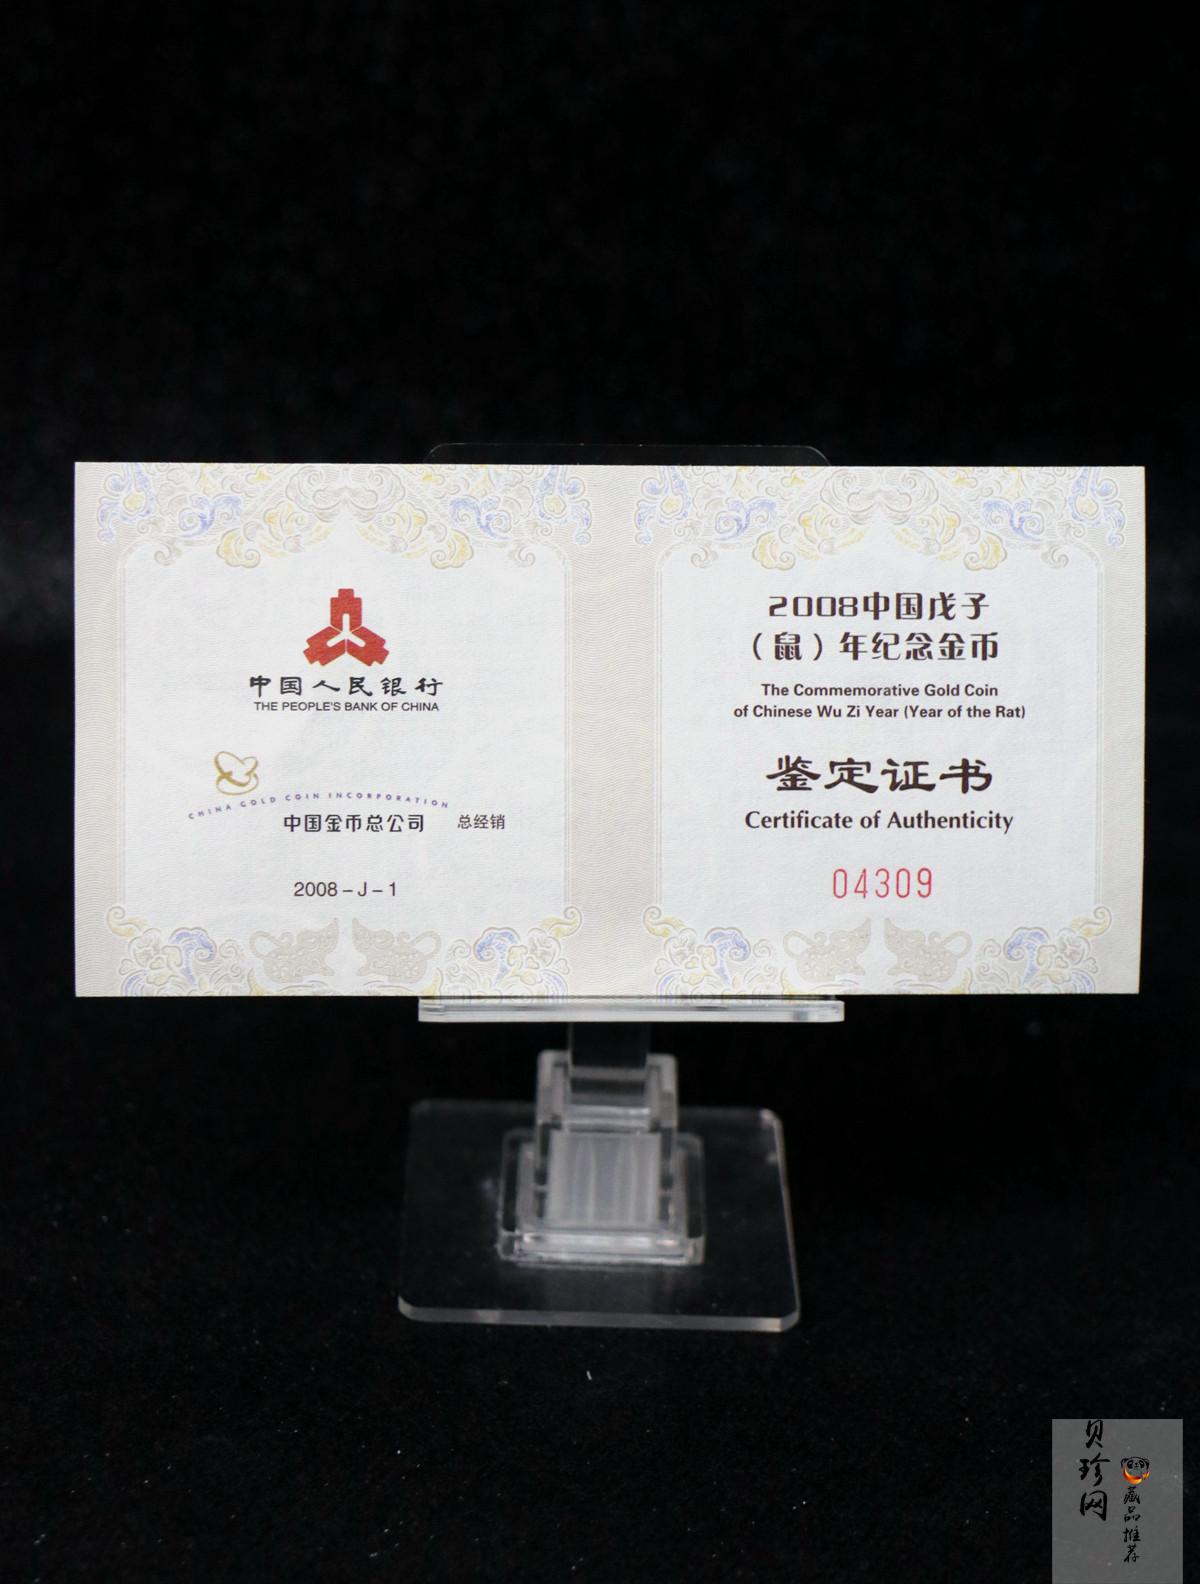 中国人民银行
THE PEOPLE'S BANK OF CHINA
CHINA GOLD COIN INCORPORATION
中国金币总公司 总经销
2008-J-1
2008中国戊子
（鼠）年纪念金币
The Commemorative Gold Coin
of Chinese Wu Zi Year (Year of the Rat)
鉴定证书
Certificate of Authenticity
04309
贝珍网
藏品推荐